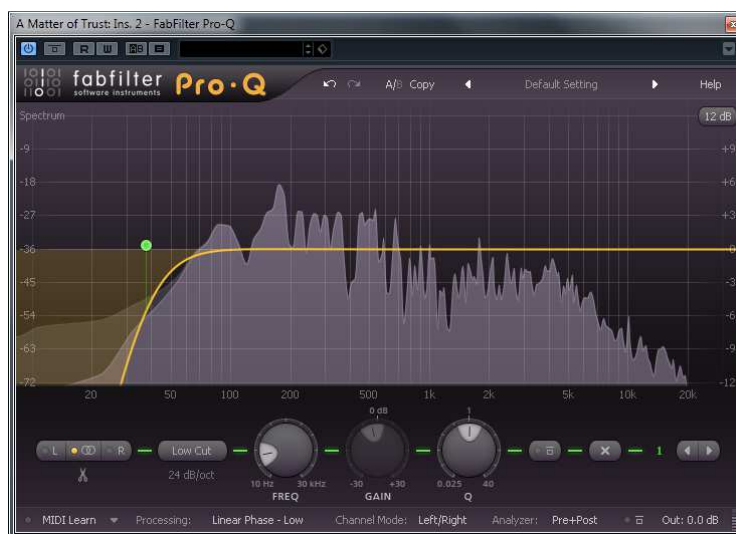 A Matter of Trust: Ins. 2 - FabFilter Pro-Q
R W
fabfilter Pro·Q
software instruments
A/B Copy Default Setting Help
Spectrum 12 dB
-9 +9
-18 +6
-27 +3
-36 0
-45 -3
-54 -6
-63 -9
-72 -12
20 50 100 200 500 1k 2k 5k 10k 20k
0 dB 1
L R Low Cut 1
24 dB/oct 10 Hz 30 kHz -30 +30 0.025 40
FREQ GAIN Q
MIDI Learn Processing: Linear Phase - Low Channel Mode: Left/Right Analyzer: Pre+Post Out: 0.0 dB